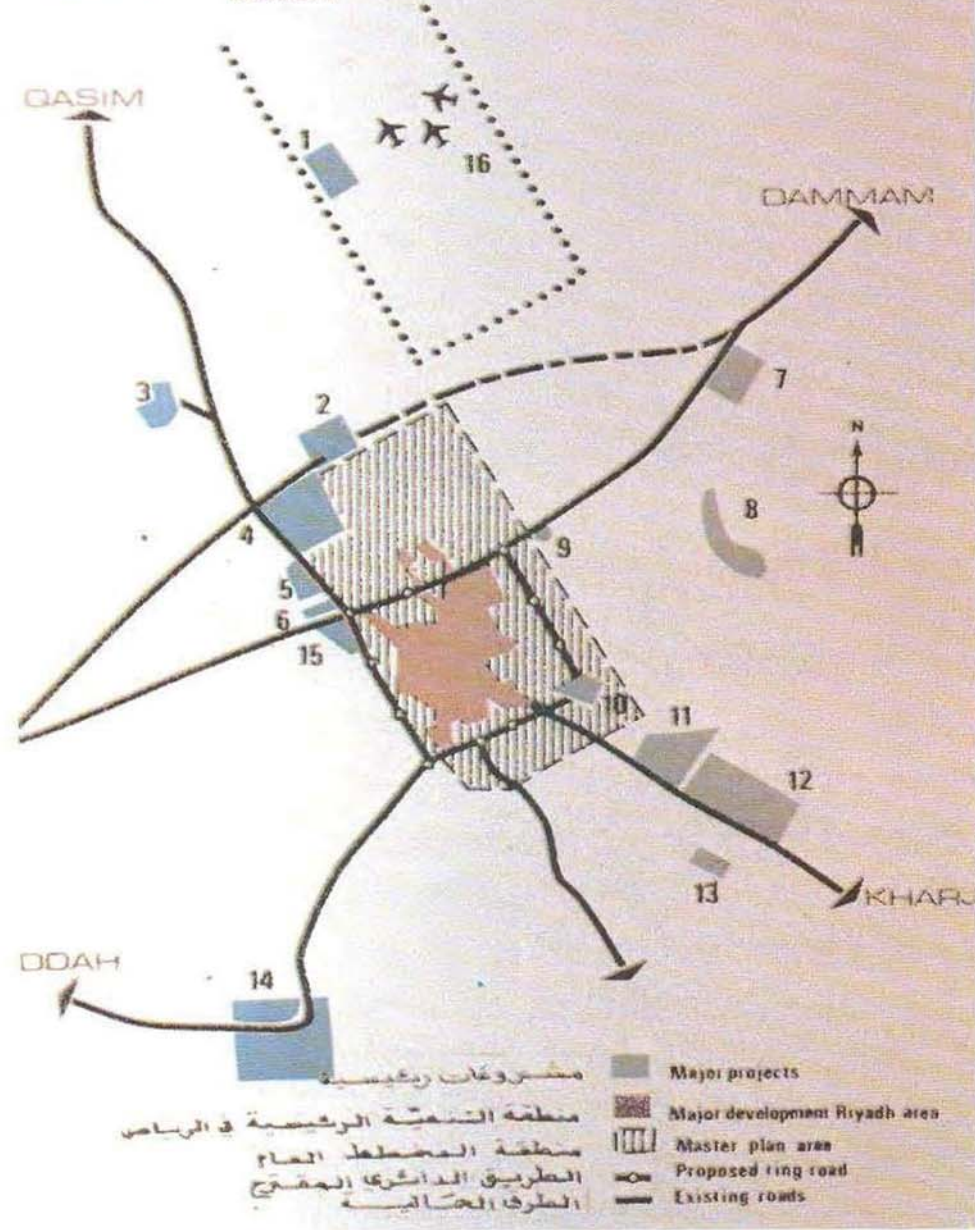 QASIM
1
16
DAMMAM
3
2
7
N
8
4
9
5
6
15
10
11
12
13
KHARJ
DDAH
14
مشروعات رئيسية
Major projects
منطقة التنميّة الرئيسية في الرياض
Major development Riyadh area
منطقة المخطط العام
Master plan area
الطريق الدائري المقترح
Proposed ring road
الطرق الحالية
Existing roads